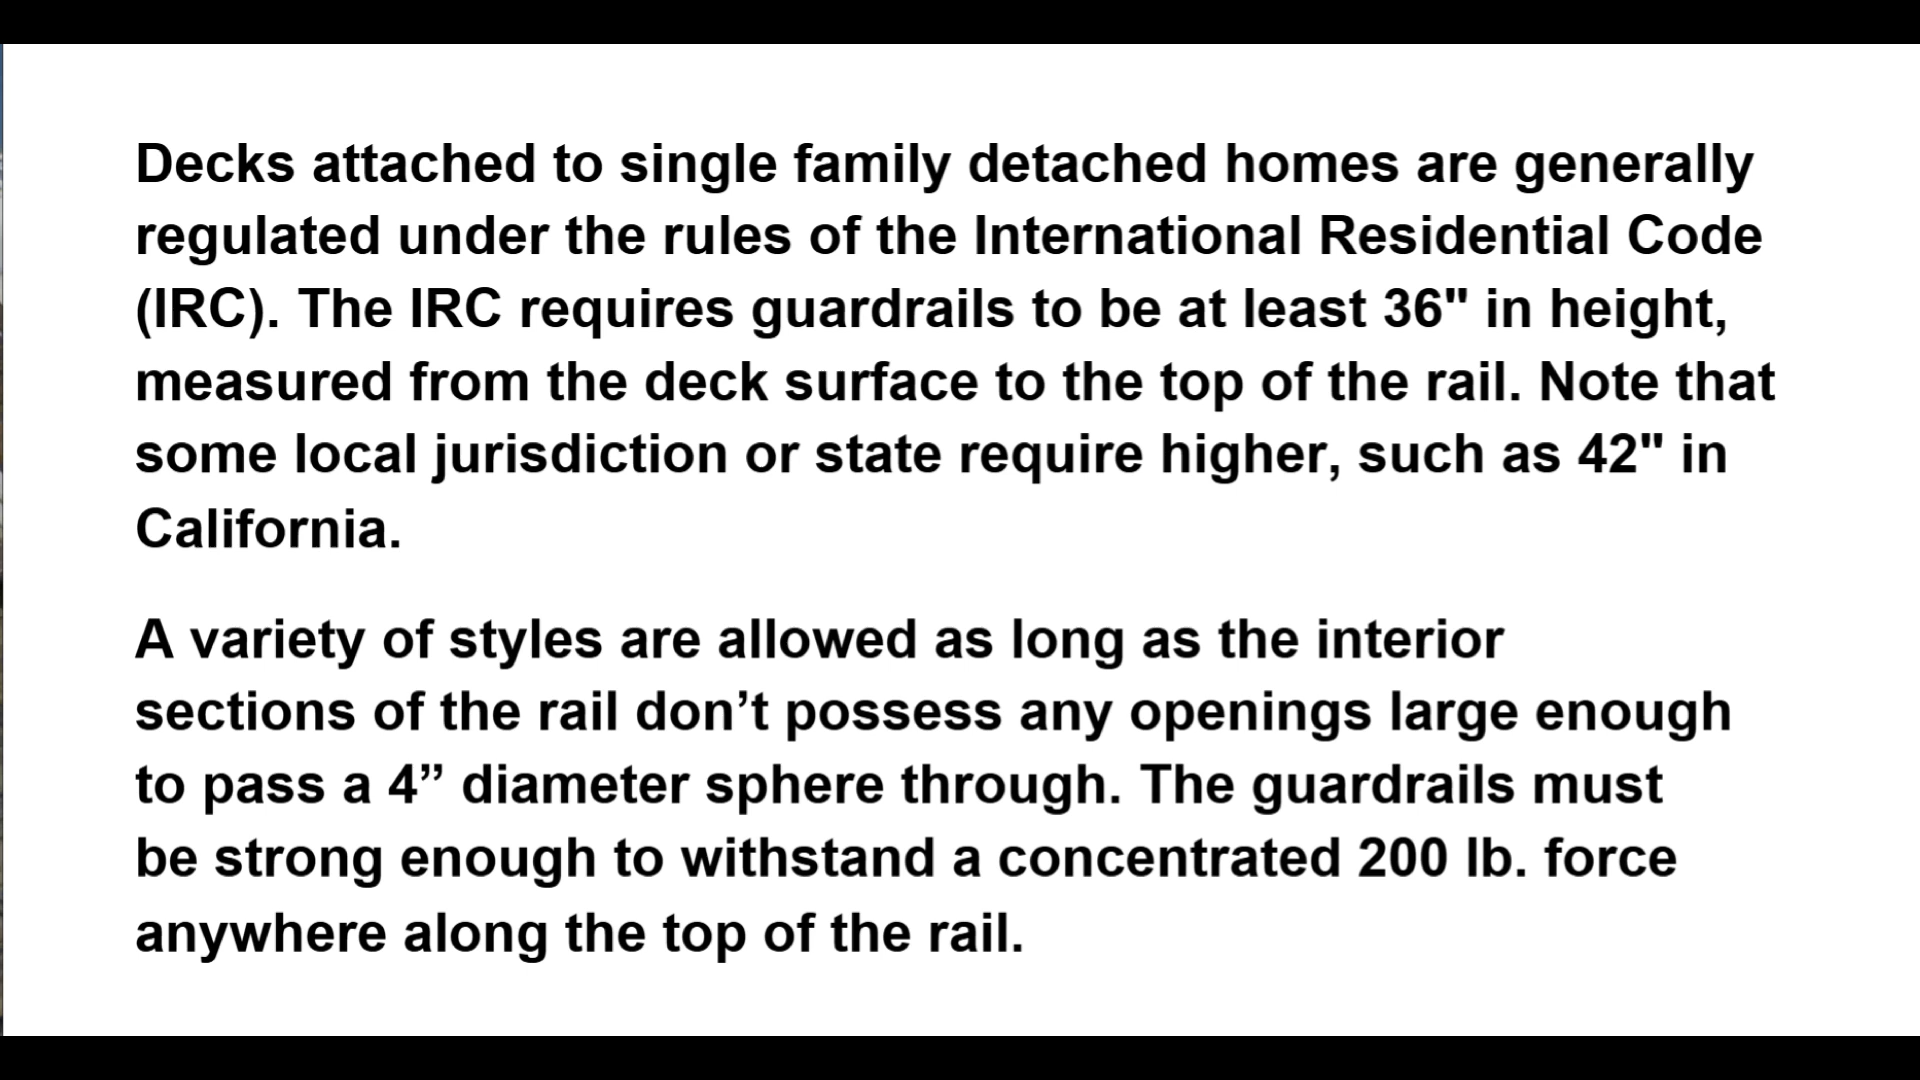 Decks attached to single family detached homes are generally
regulated under the rules of the International Residential Code
(IRC). The IRC requires guardrails to be at least 36" in height,
measured from the deck surface to the top of the rail. Note that
some local jurisdiction or state require higher, such as 42" in
California.
A variety of styles are allowed as long as the interior
sections of the rail don’t possess any openings large enough
to pass a 4” diameter sphere through. The guardrails must
be strong enough to withstand a concentrated 200 lb. force
anywhere along the top of the rail.